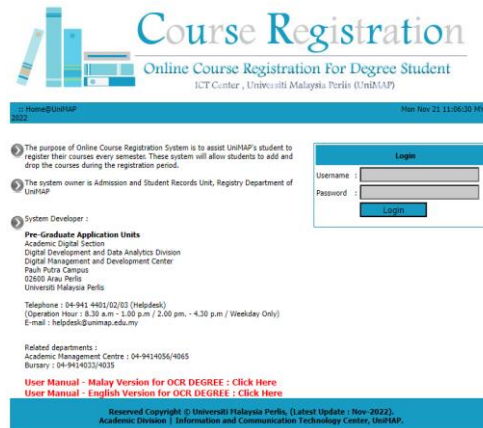 Course Registration
Online Course Registration For Degree Student
ICT Center , Universiti Malaysia Perlis (UniMAP)
:: Home@UniMAP
Mon Nov 21 11:06:30 MY
2022
The purpose of Online Course Registration System is to assist UniMAP's student to
register their courses every semester. These system will allow students to add and
drop the courses during the registration period.
The system owner is Admission and Student Records Unit, Registry Department of
UniMAP
System Developer :
Pre-Graduate Application Units
Academic Digital Section
Digital Development and Data Analytics Division
Digital Management and Development Center
Pauh Putra Campus
02600 Arau Perlis
Universiti Malaysia Perlis
Telephone : 04-941 4401/02/03 (Helpdesk)
(Operation Hour : 8.30 a.m - 1.00 p.m / 2.00 pm. - 4.30 p.m / Weekday Only)
E-mail : helpdesk@unimap.edu.my
Related departments :
Academic Management Centre : 04-9414056/4065
Bursary : 04-9414033/4035
User Manual - Malay Version for OCR DEGREE : Click Here
User Manual - English Version for OCR DEGREE : Click Here
Login
Username :
Password :
Login
Reserved Copyright © Universiti Malaysia Perlis, (Latest Update : Nov-2022).
Academic Division | Information and Communication Technology Center, UniMAP.